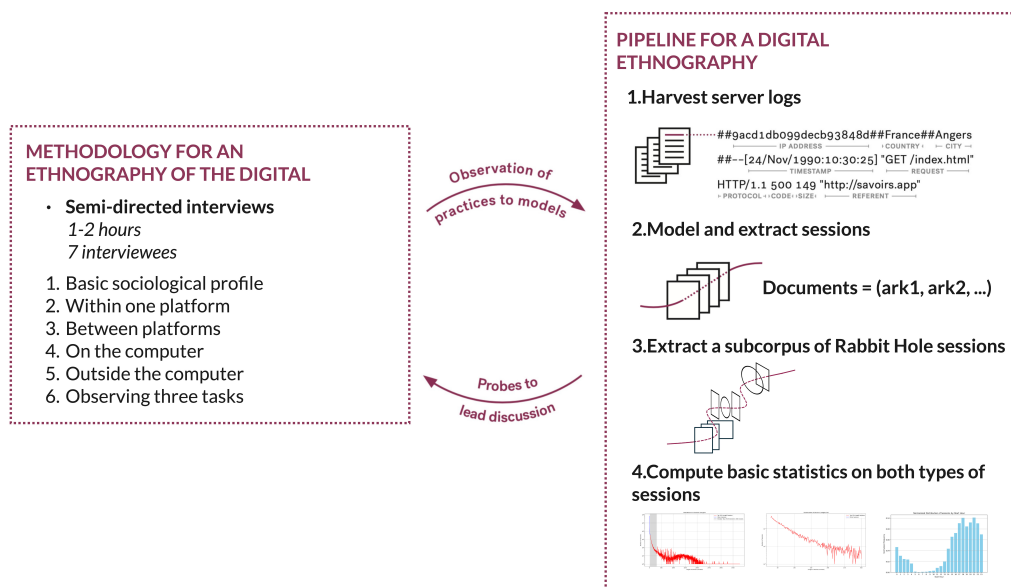 METHODOLOGY FOR AN
ETHNOGRAPHY OF THE DIGITAL
• Semi-directed interviews
1-2 hours
7 interviewees
1. Basic sociological profile
2. Within one platform
3. Between platforms
4. On the computer
5. Outside the computer
6. Observing three tasks
Observation of
practices to models
Probes to
lead discussion
PIPELINE FOR A DIGITAL
ETHNOGRAPHY
1.Harvest server logs
##9acd1db099decb93848d##France##Angers
IP ADDRESS COUNTRY CITY
##--[24/Nov/1990:10:30:25] "GET /index.html"
TIMESTAMP REQUEST
HTTP/1.1 500 149 "http://savoirs.app"
PROTOCOL CODE SIZE REFERENT
2.Model and extract sessions
Documents = (ark1, ark2, ...)
3.Extract a subcorpus of Rabbit Hole sessions
4.Compute basic statistics on both types of
sessions